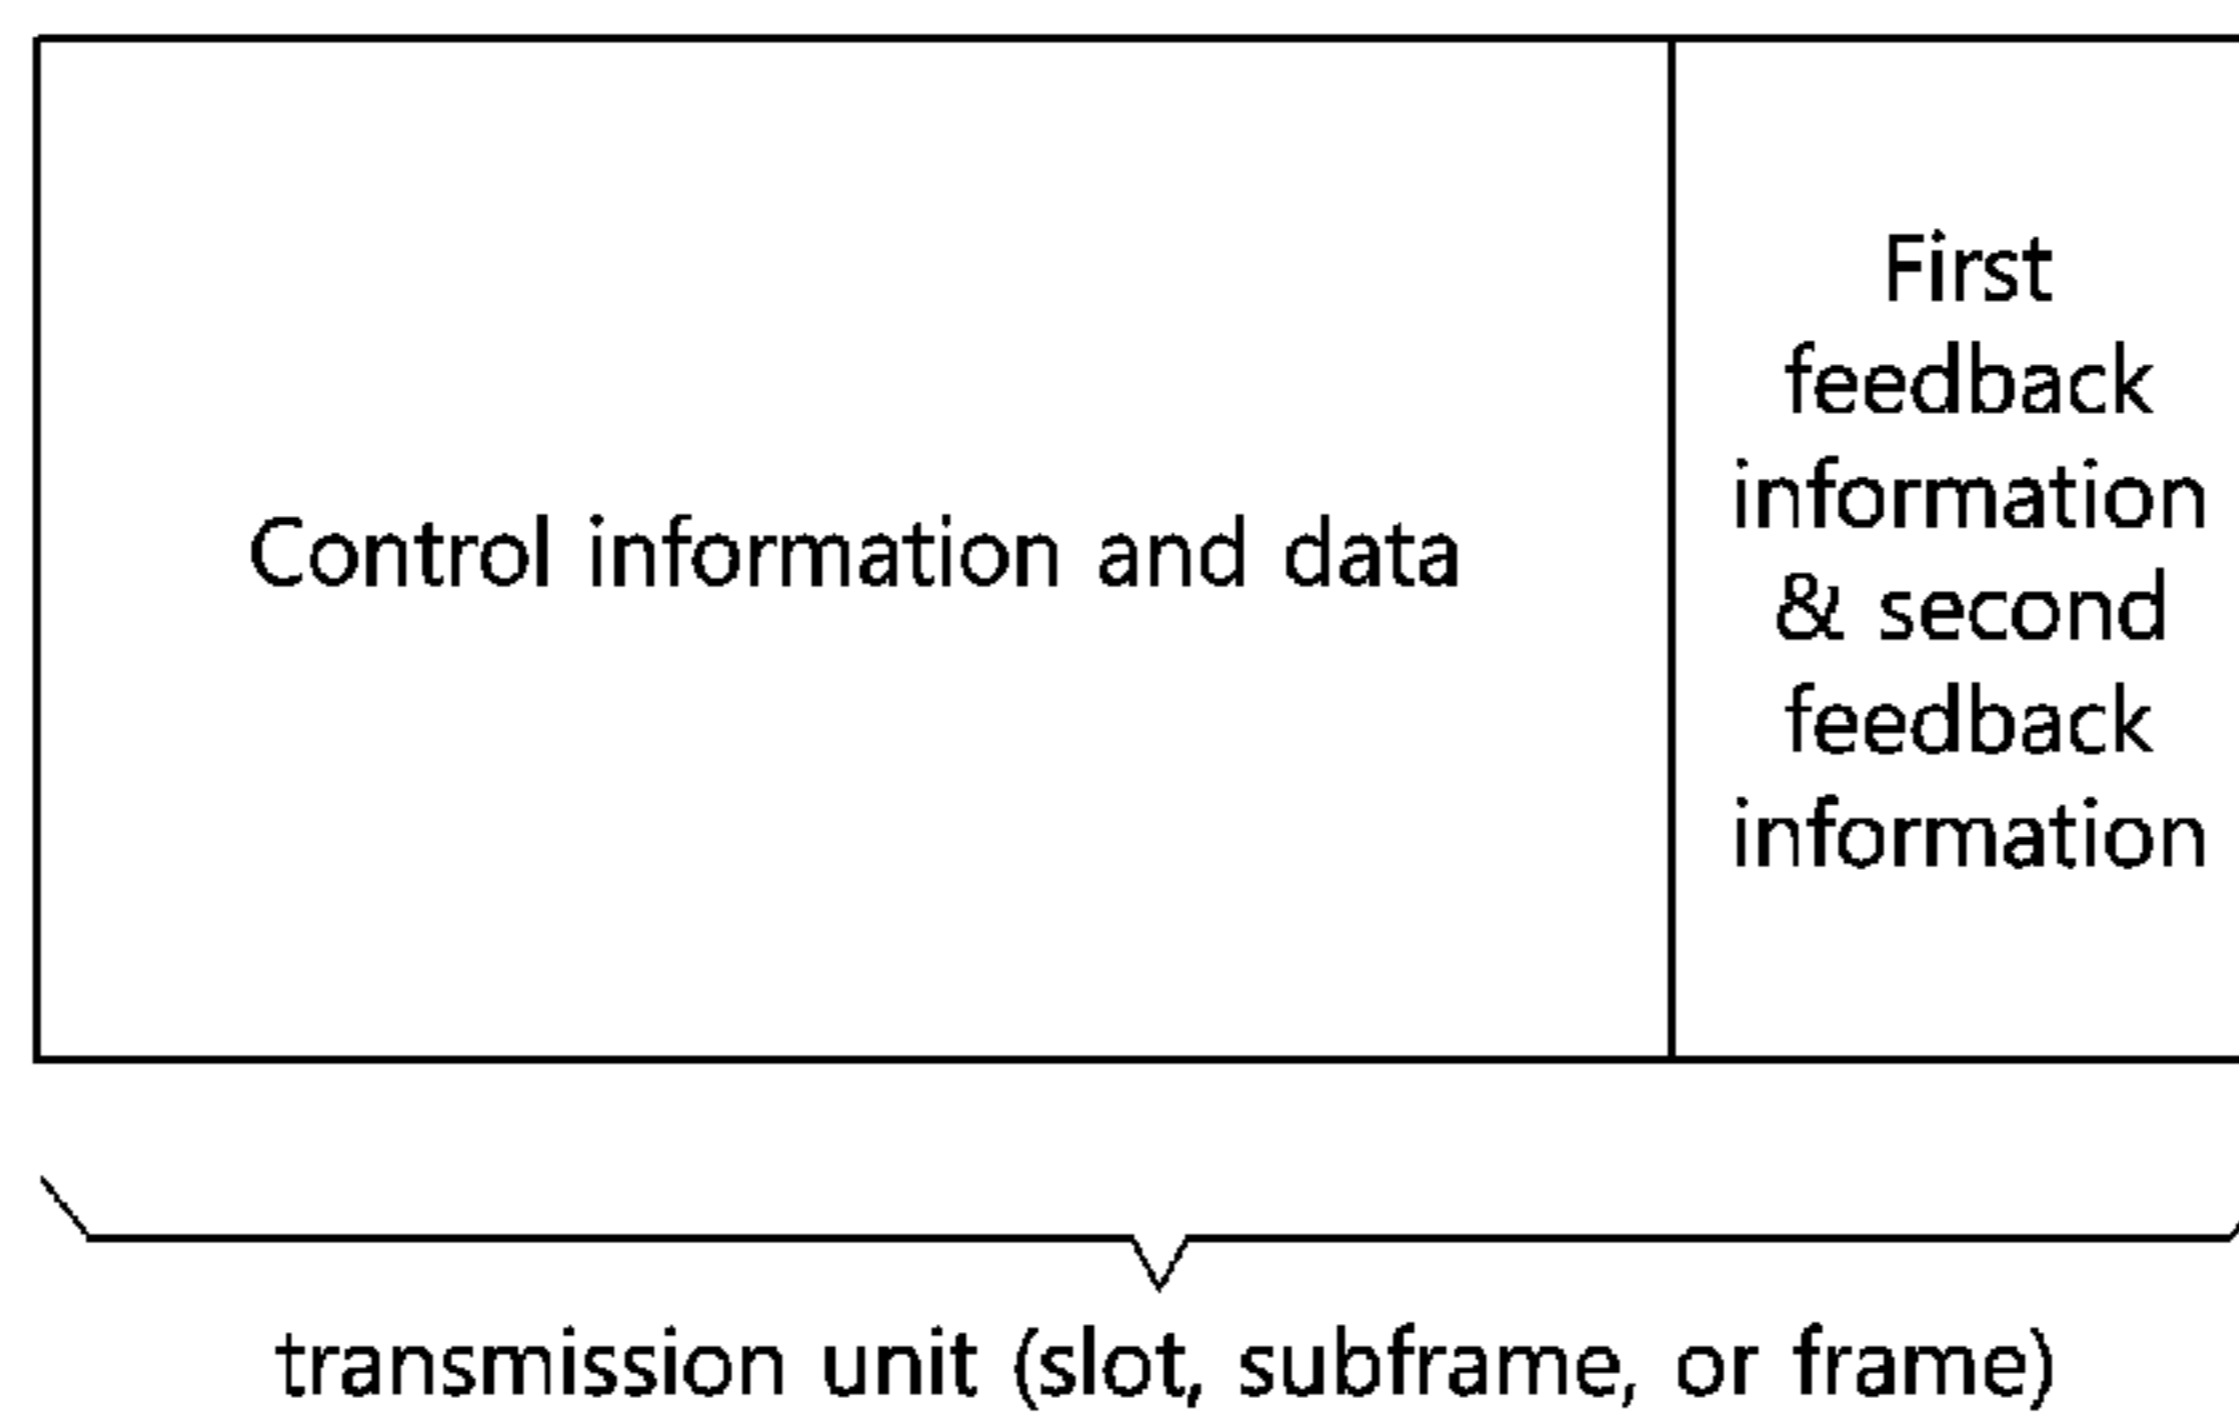 Control information and data
First
feedback
information
& second
feedback
information
transmission unit (slot, subframe, or frame)